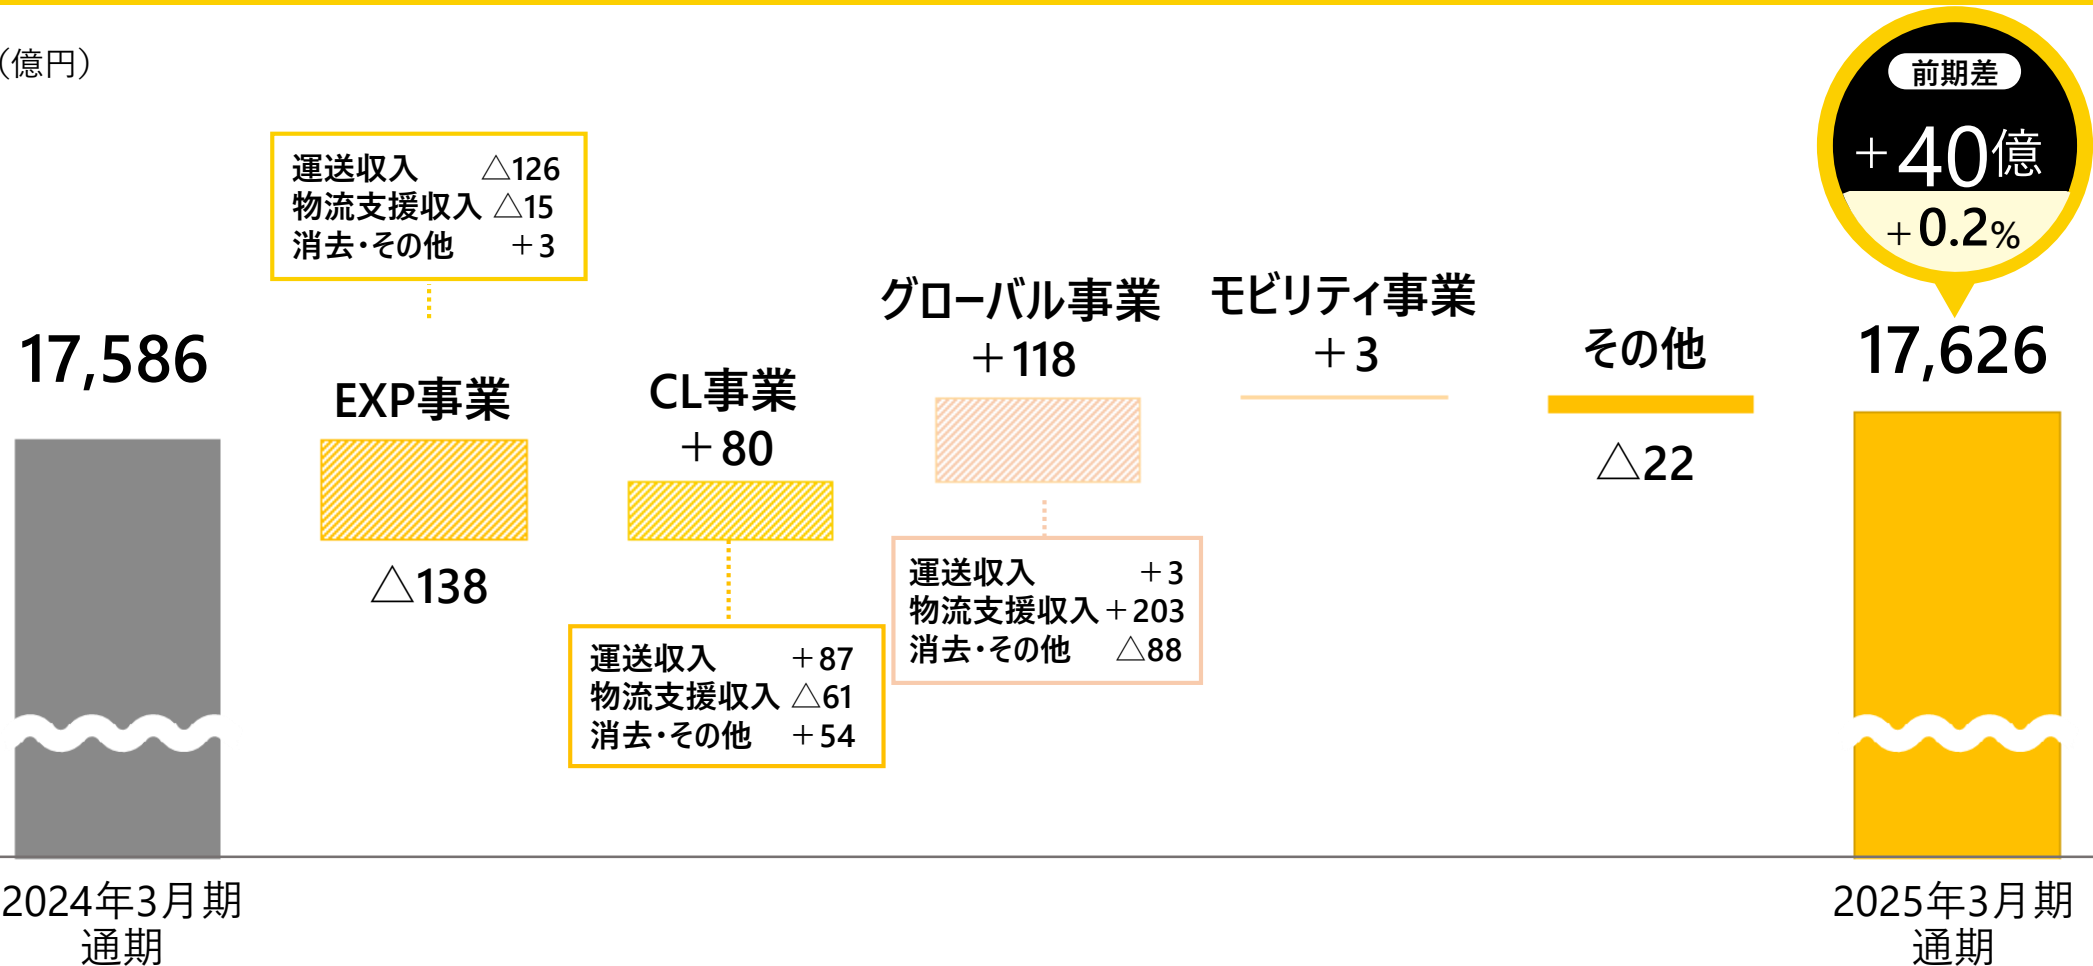 （億円）
前期差
＋40億
＋0.2%
運送収入 △126
物流支援収入 △15
消去・その他 ＋3
17,586
EXP事業
△138
CL事業
＋80
運送収入 ＋87
物流支援収入 △61
消去・その他 ＋54
グローバル事業
＋118
運送収入 ＋3
物流支援収入＋203
消去・その他 △88
モビリティ事業
＋3
その他
△22
17,626
2024年3月期
通期
2025年3月期
通期